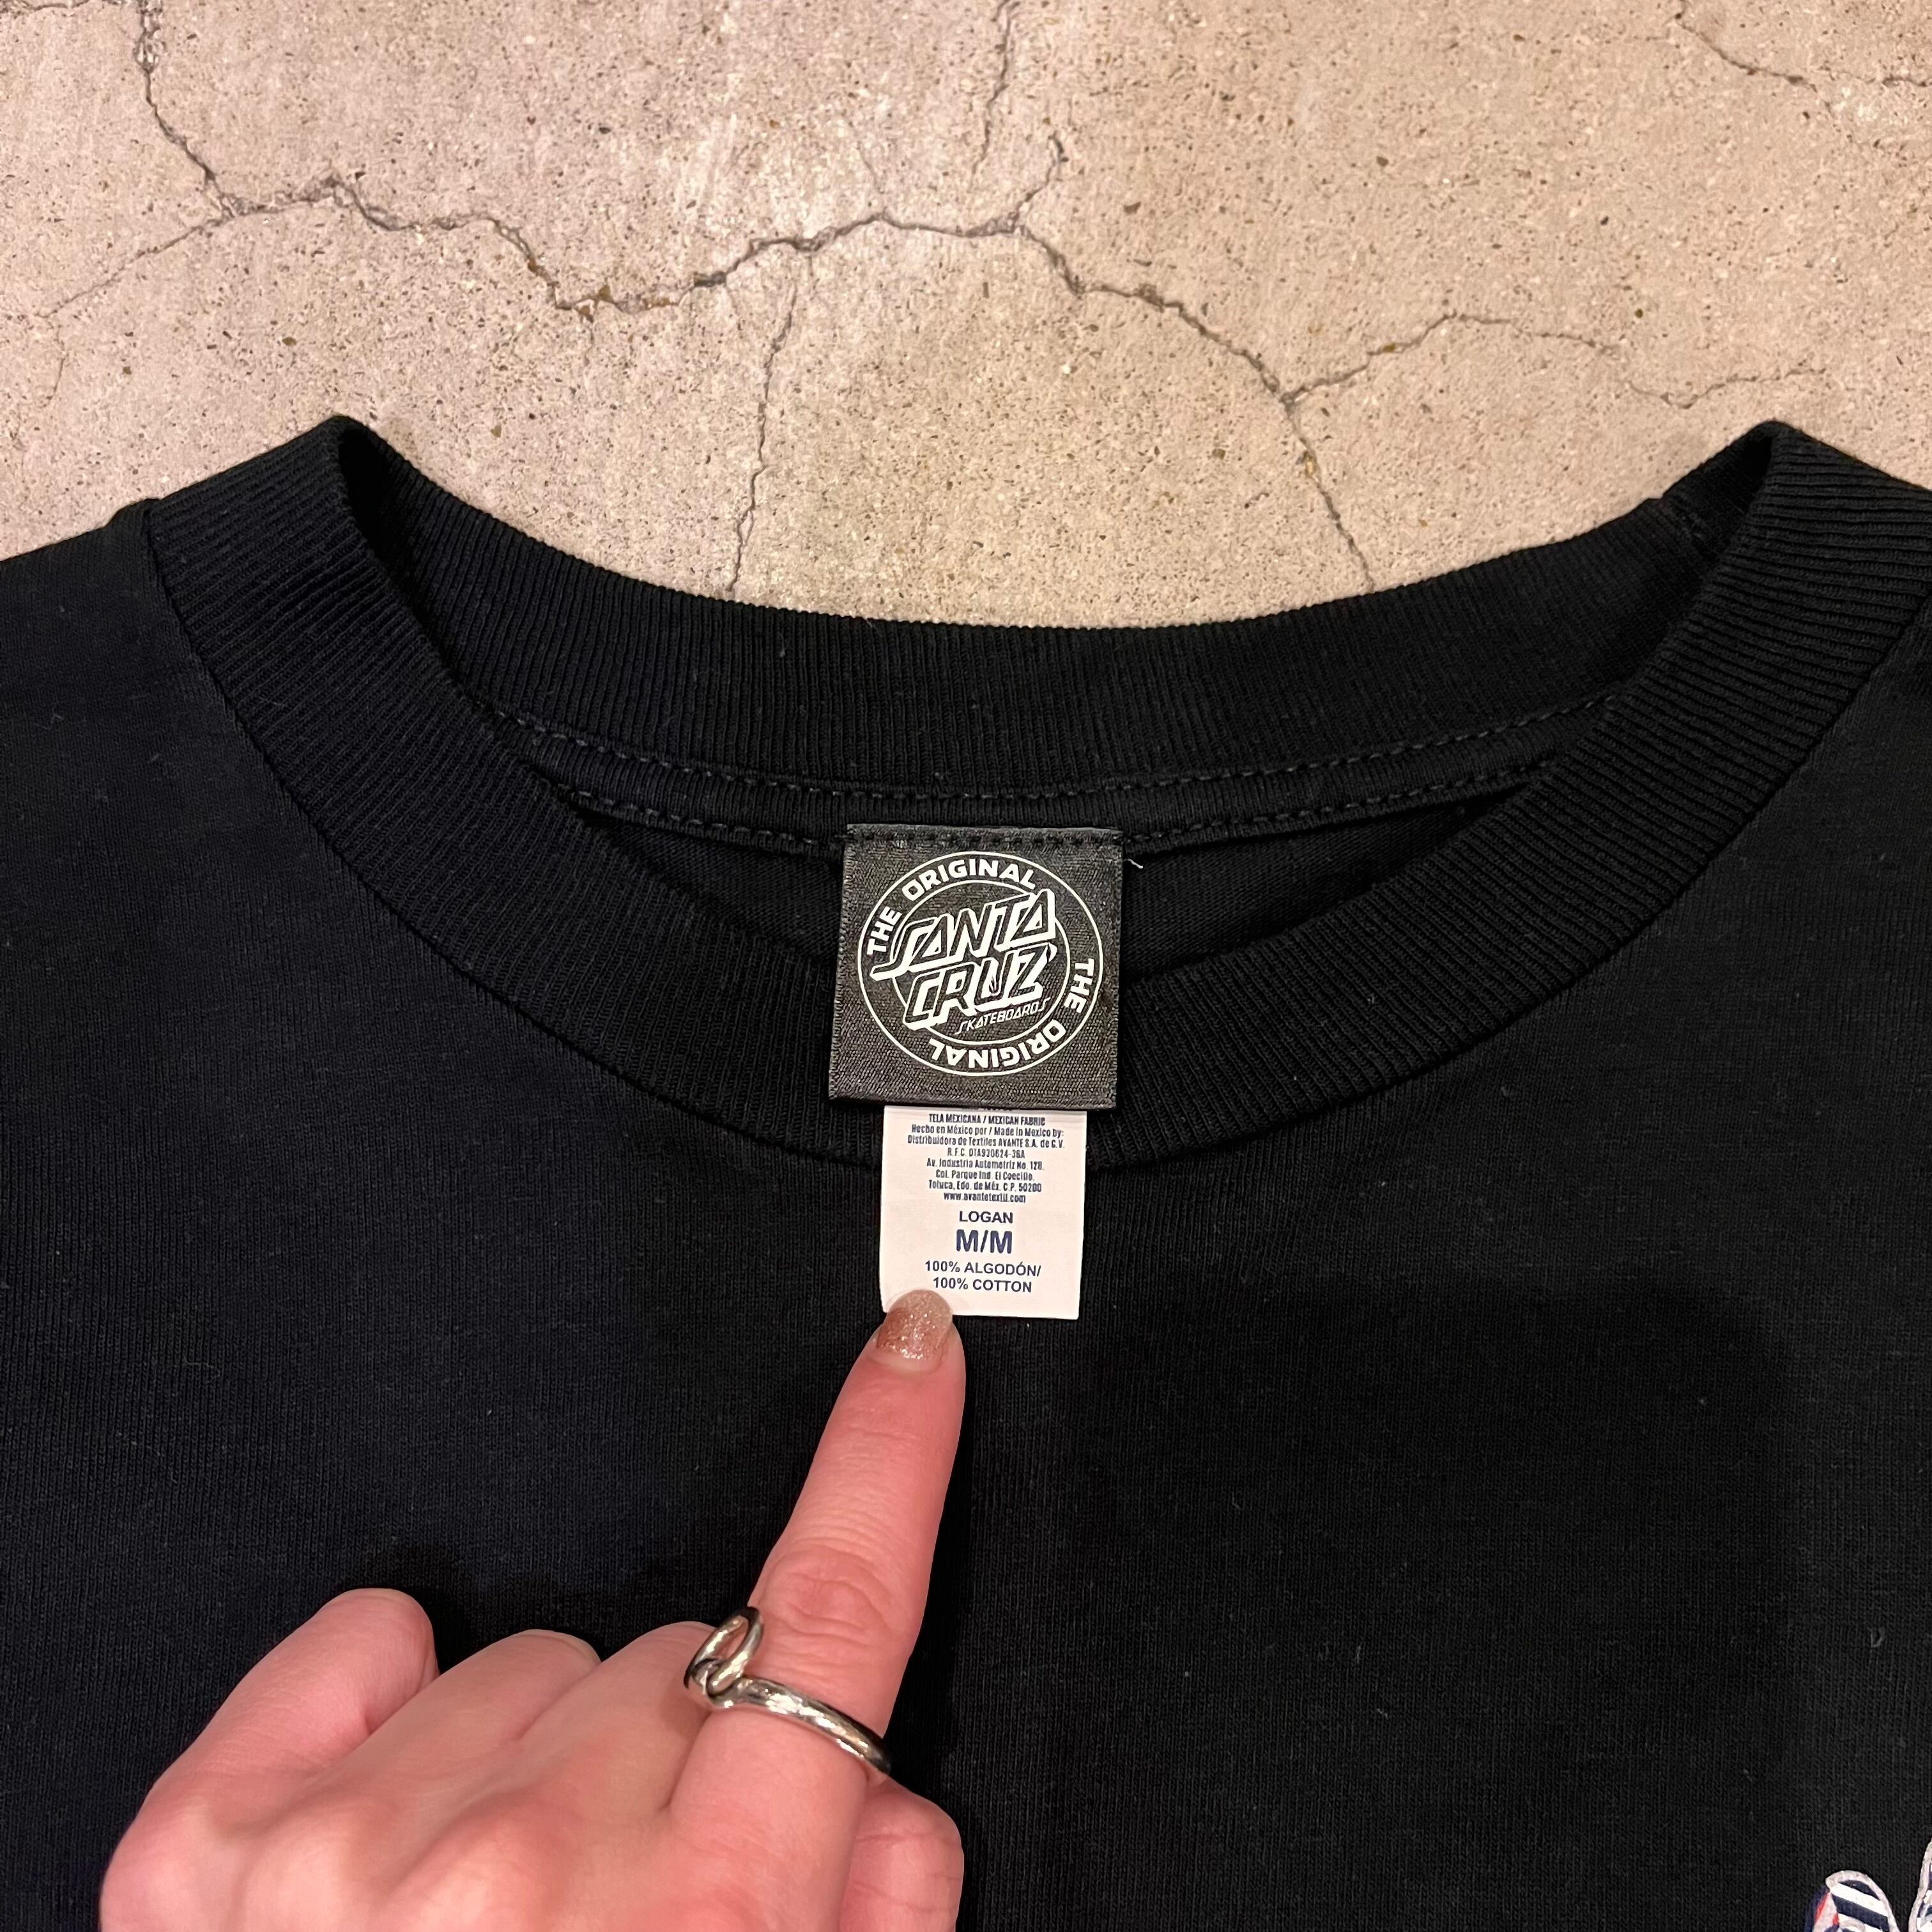 THE ORIGINAL
SANTA
CRUZ
SKATEBOARDS
THE ORIGINAL
TELA MEXICANA / MEXICAN FABRIC
Hecho en México por / Made in Mexico by:
Distribuidora de Textiles AVANTE S.A. de C.V.
R.F.C. DTA930624-36A
Av. Industria Automotriz No. 128.
Col. Parque Ind. El Coecillo.
Toluca, Edo. de Méx. C.P. 50200
www.avantetextil.com
LOGAN
M/M
100% ALGODÓN/
100% COTTON